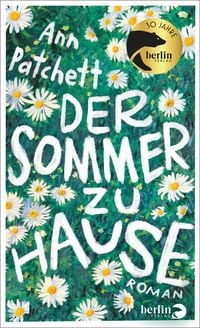 Ann
Patchett
30 JAHRE
berlin
VERLAG
DER
SOMMER
ZU
HAUSE
ROMAN
berlin
VERLAG